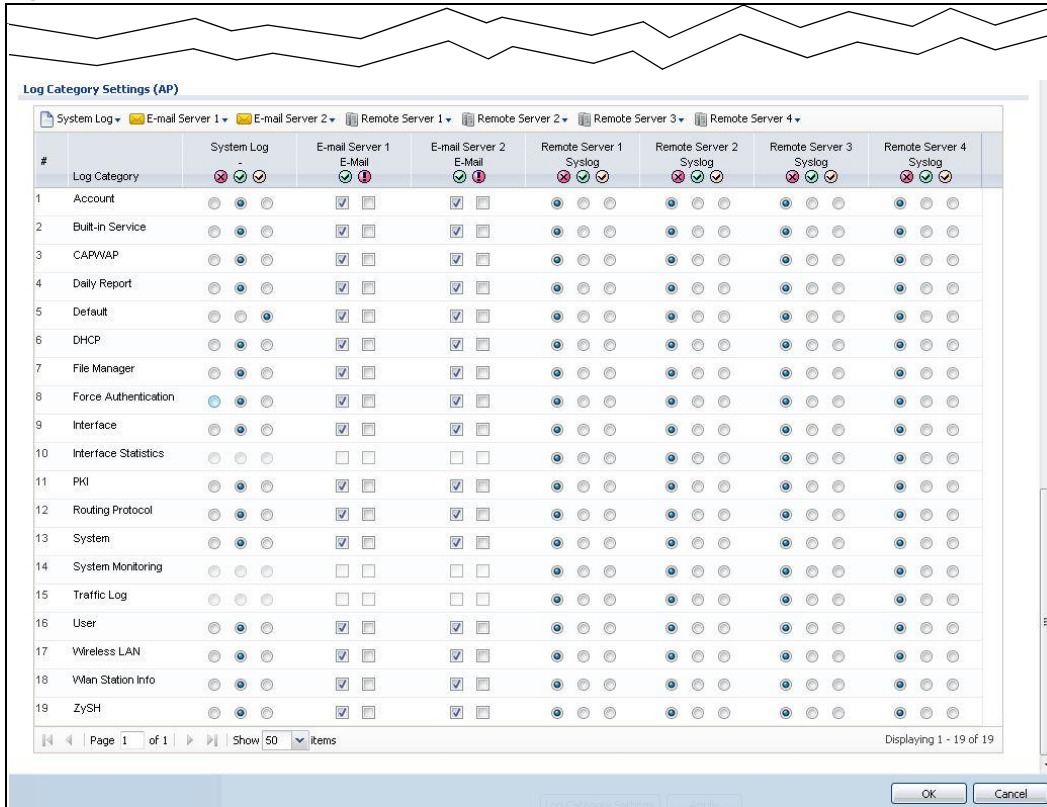 Log Category Settings (AP)
System Log E-mail Server 1 E-mail Server 2 Remote Server 1 Remote Server 2 Remote Server 3 Remote Server 4
# Log Category System Log - E-mail Server 1 E-Mail E-mail Server 2 E-Mail Remote Server 1 Syslog Remote Server 2 Syslog Remote Server 3 Syslog Remote Server 4 Syslog
1 Account
2 Built-in Service
3 CAPWAP
4 Daily Report
5 Default
6 DHCP
7 File Manager
8 Force Authentication
9 Interface
10 Interface Statistics
11 PKI
12 Routing Protocol
13 System
14 System Monitoring
15 Traffic Log
16 User
17 Wireless LAN
18 Wlan Station Info
19 ZySH
Page 1 of 1 Show 50 items Displaying 1 - 19 of 19
OK Cancel